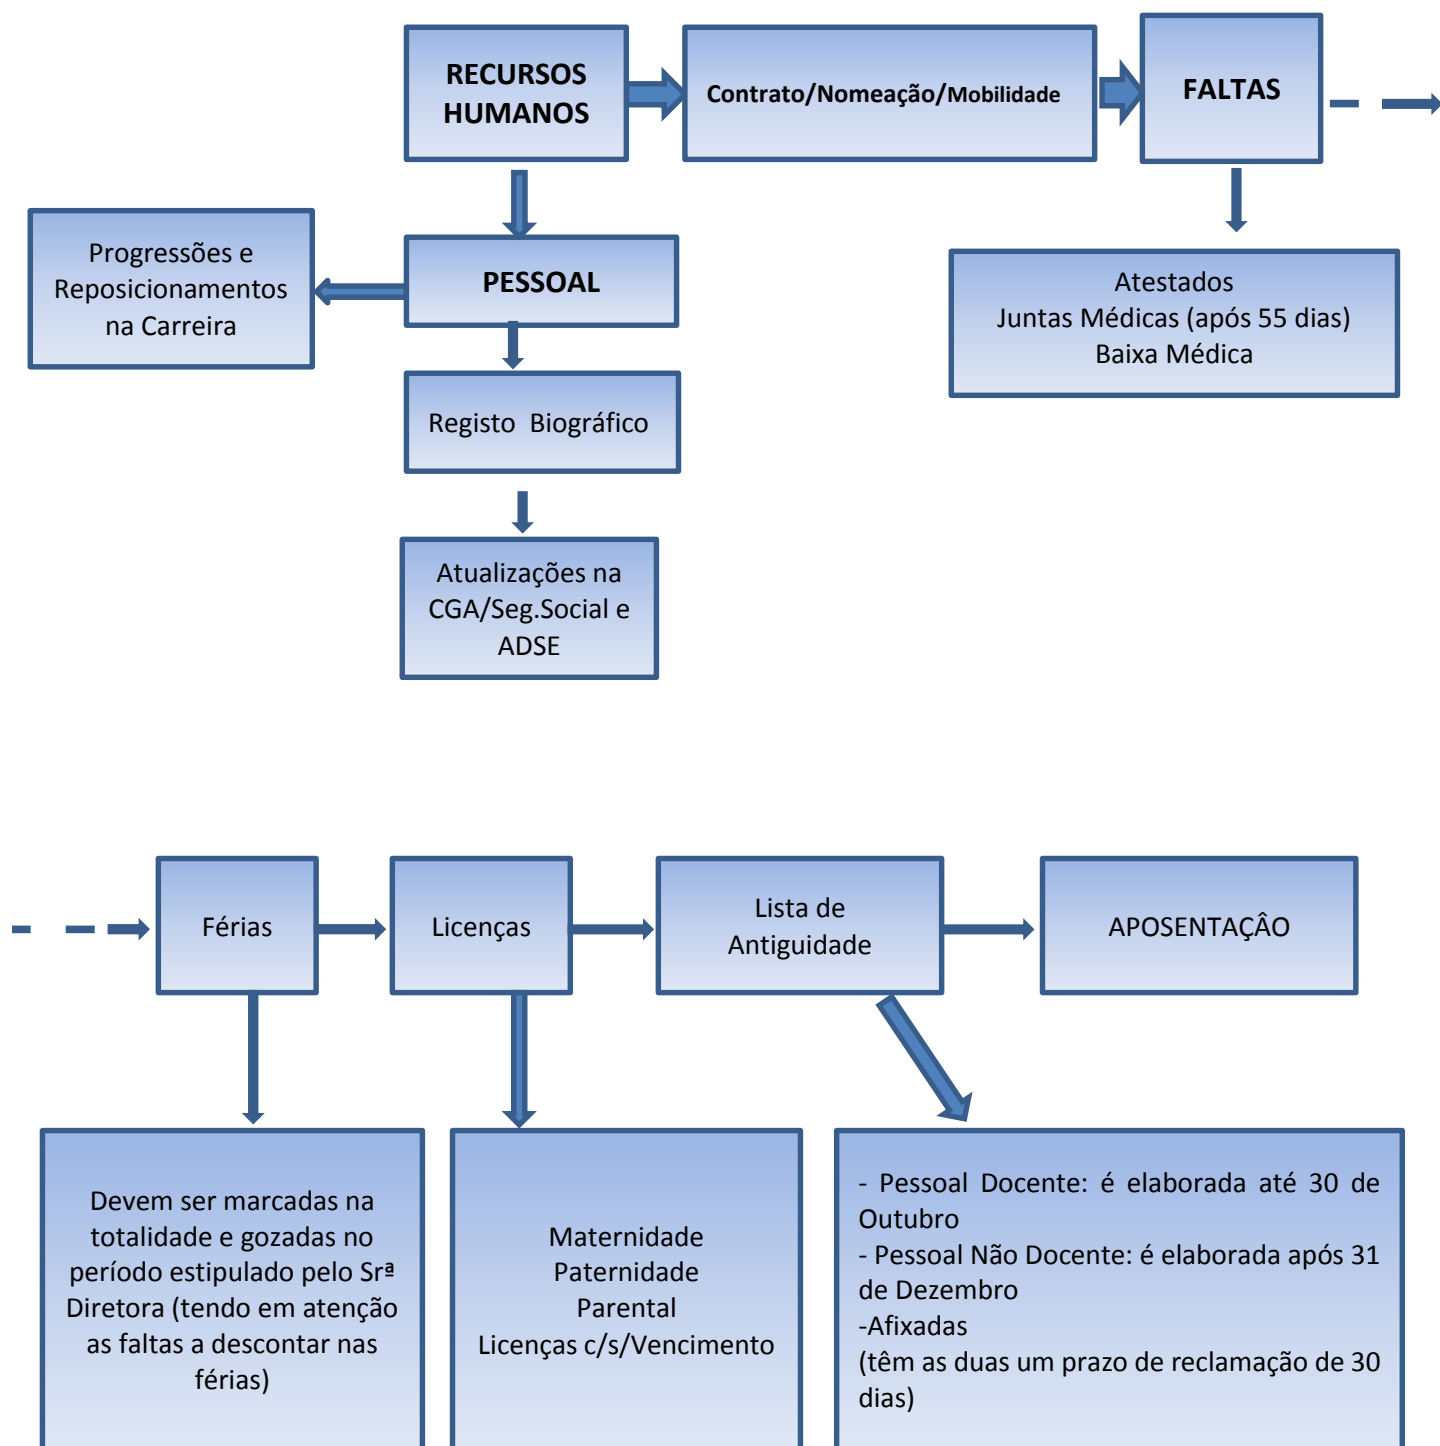 RECURSOS
HUMANOS
Contrato/Nomeação/Mobilidade
FALTAS
Progressões e
Reposicionamentos
na Carreira
PESSOAL
Atestados
Juntas Médicas (após 55 dias)
Baixa Médica
Registo Biográfico
Atualizações na
CGA/Seg.Social e
ADSE
Férias
Licenças
Lista de
Antiguidade
APOSENTAÇÂO
Devem ser marcadas na
totalidade e gozadas no
período estipulado pelo Srª
Diretora (tendo em atenção
as faltas a descontar nas
férias)
Maternidade
Paternidade
Parental
Licenças c/s/Vencimento
- Pessoal Docente: é elaborada até 30 de
Outubro
- Pessoal Não Docente: é elaborada após 31
de Dezembro
-Afixadas
(têm as duas um prazo de reclamação de 30
dias)